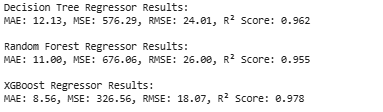 Decision Tree Regressor Results:
MAE: 12.13, MSE: 576.29, RMSE: 24.01, R² Score: 0.962
Random Forest Regressor Results:
MAE: 11.00, MSE: 676.06, RMSE: 26.00, R² Score: 0.955
XGBoost Regressor Results:
MAE: 8.56, MSE: 326.56, RMSE: 18.07, R² Score: 0.978